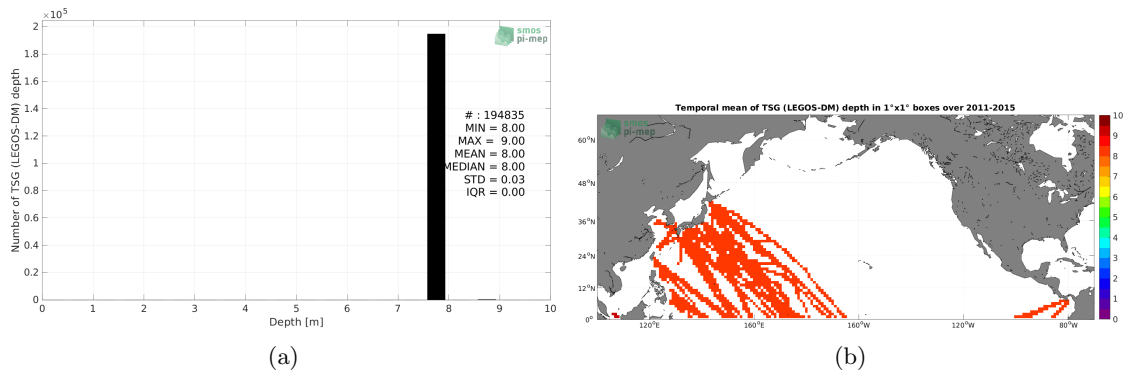 ×10⁵
2
1.8
1.6
1.4
1.2
1
0.8
0.6
0.4
0.2
0
Number of TSG (LEGOS-DM) depth
smos
pi-mep
# : 194835
MIN = 8.00
MAX = 9.00
MEAN = 8.00
MEDIAN = 8.00
STD = 0.03
IQR = 0.00
0 1 2 3 4 5 6 7 8 9 10
Depth [m]
(a)
Temporal mean of TSG (LEGOS-DM) depth in 1°x1° boxes over 2011-2015
smos
pi-mep
60°N
48°N
36°N
24°N
12°N
0°
120°E 140°E 160°E 160°W 120°W 80°W
10
9
8
7
6
5
4
3
2
1
0
(b)